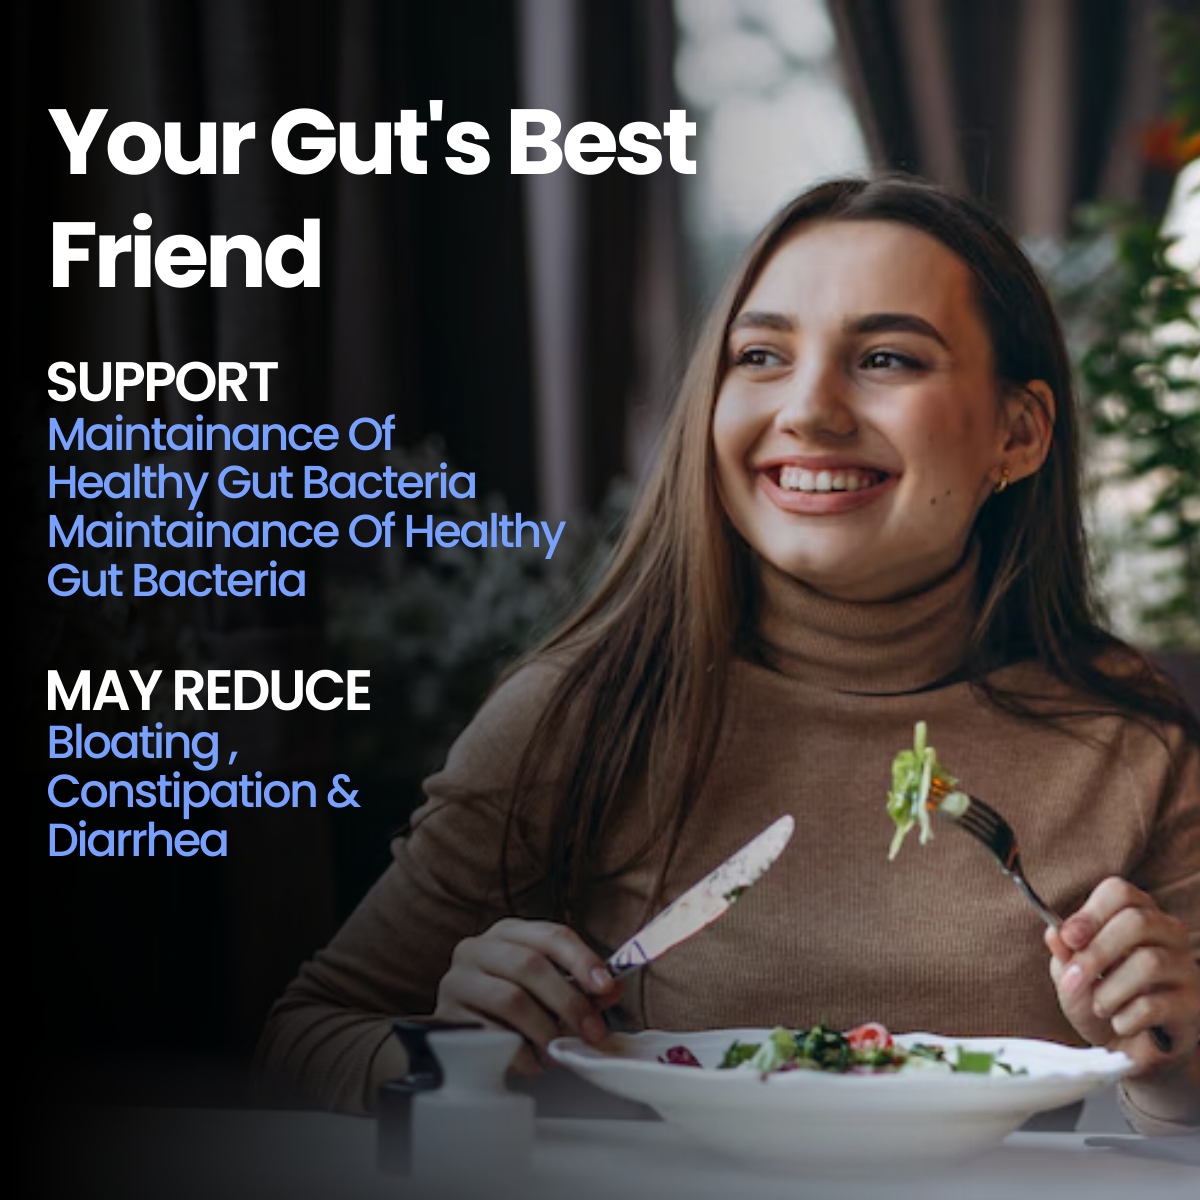 Your Gut's Best
Friend
SUPPORT
Maintainance Of
Healthy Gut Bacteria
Maintainance Of Healthy
Gut Bacteria
MAY REDUCE
Bloating ,
Constipation &
Diarrhea